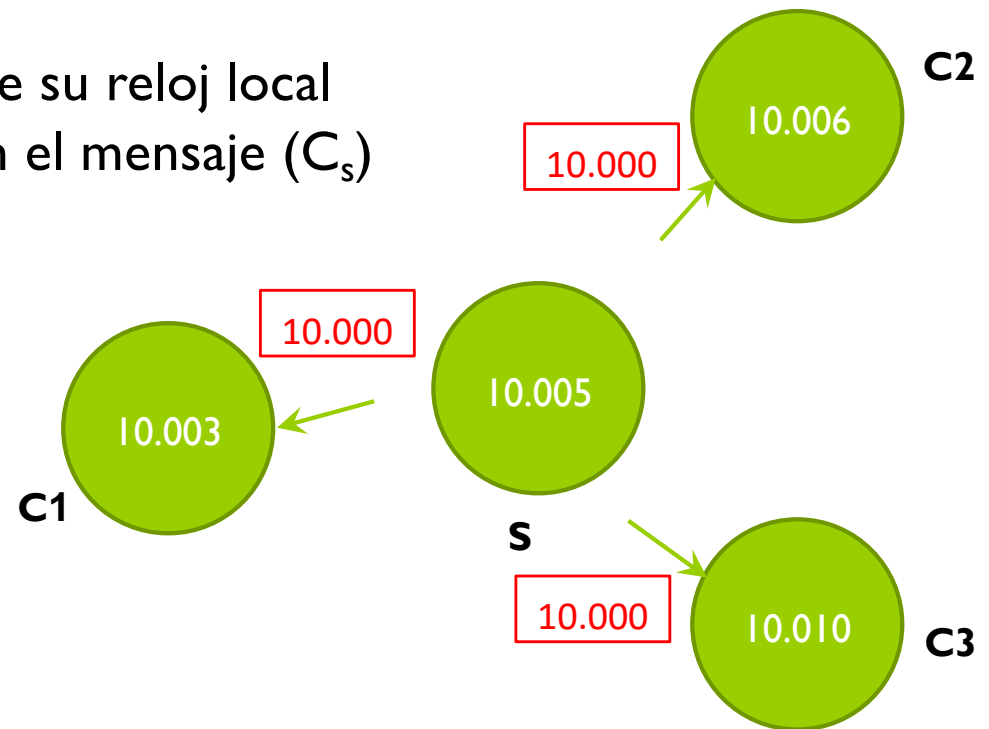 e su reloj local
n el mensaje (Cs)
C2
10.006
10.000
10.000
10.005
10.003
C1
S
10.000
10.010
C3